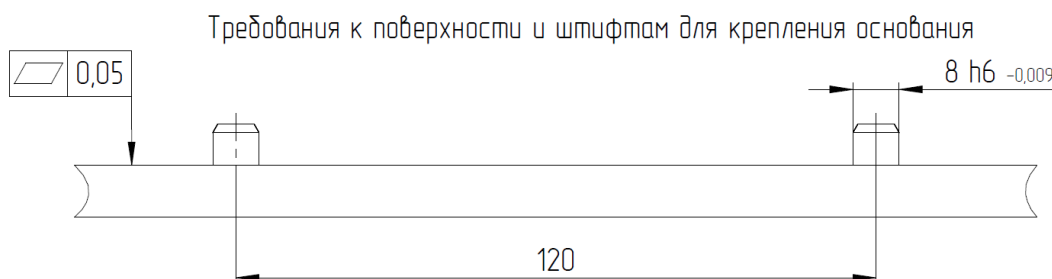 Требования к поверхности и штифтам для крепления основания
0,05
8 h6 -0,009
120